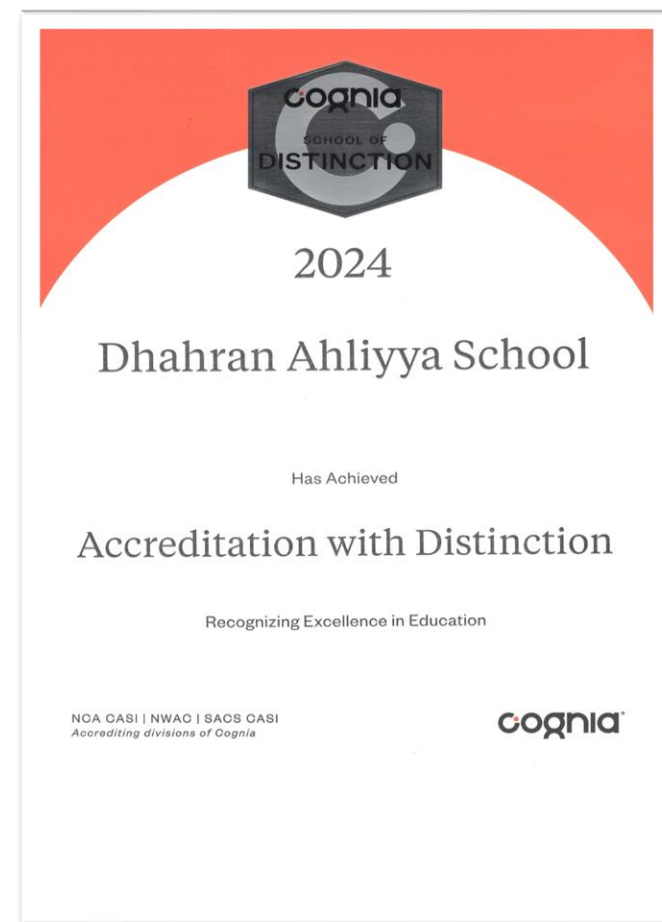 cognia
SCHOOL OF
DISTINCTION
2024
Dhahran Ahliyya School
Has Achieved
Accreditation with Distinction
Recognizing Excellence in Education
NCA CASI | NWAC | SACS CASI
Accrediting divisions of Cognia
cognia